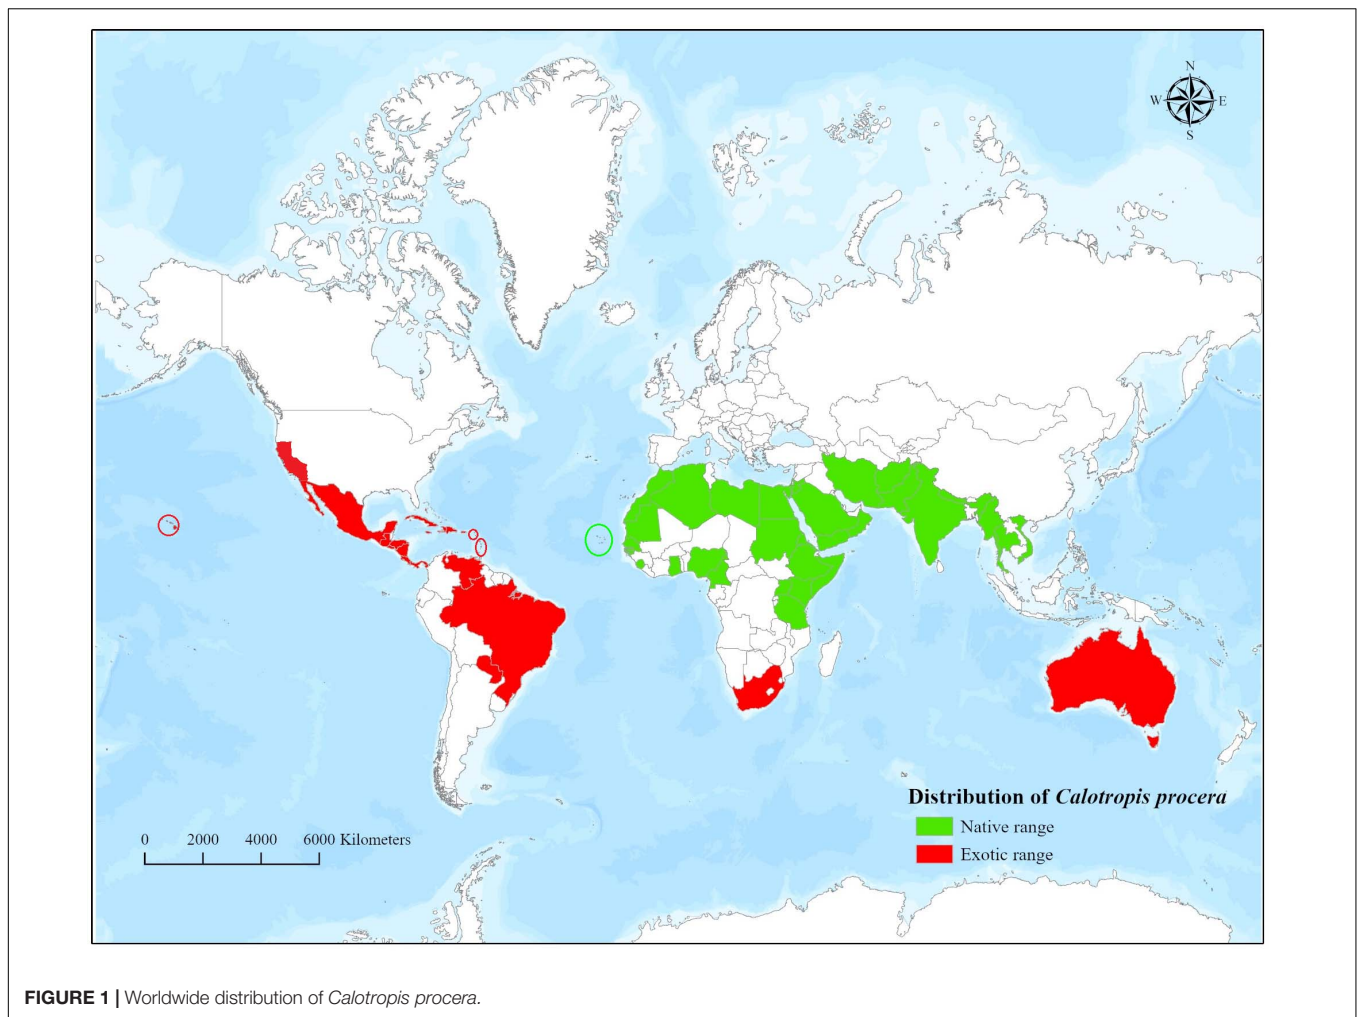 N
W E
S
Distribution of Calotropis procera
Native range
Exotic range
0 2000 4000 6000 Kilometers
FIGURE 1 | Worldwide distribution of Calotropis procera.